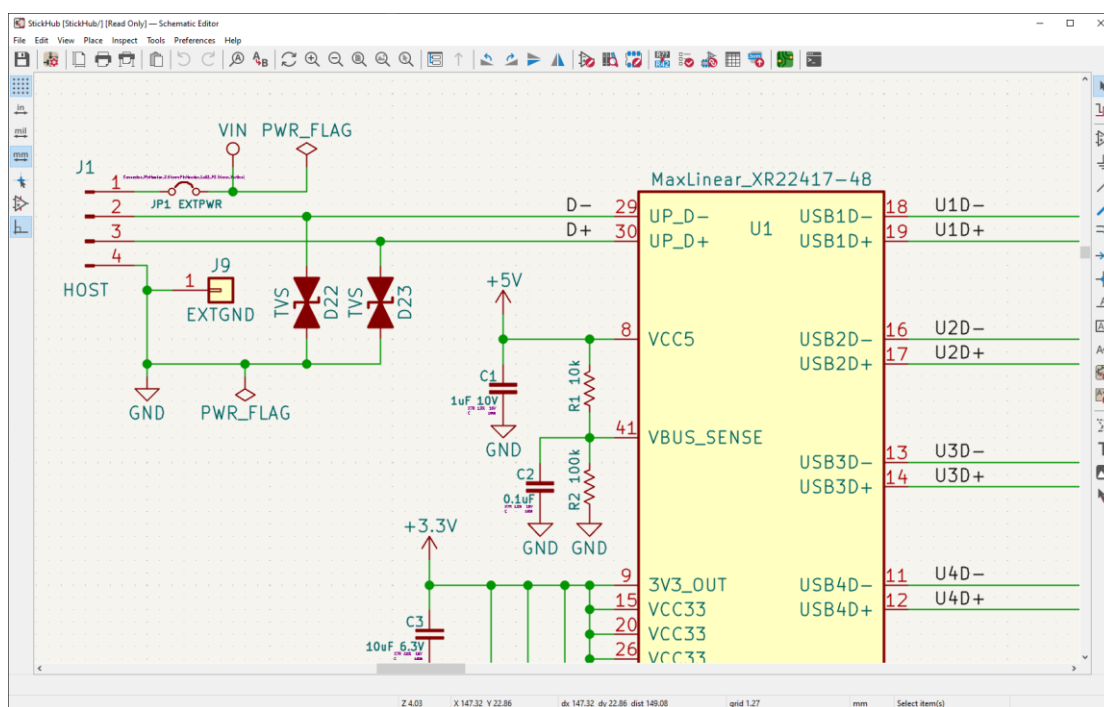 StickHub [StickHub/] [Read Only] — Schematic Editor
File Edit View Place Inspect Tools Preferences Help
in
mil
mm
VIN PWR_FLAG
J1
1
JP1 EXTPWR
2
3
4
HOST
J9
1
EXTGND
TVS
D22
TVS
D23
GND
PWR_FLAG
MaxLinear_XR22417-48
U1
D- 29 UP_D-
D+ 30 UP_D+
USB1D- 18 U1D-
USB1D+ 19 U1D+
+5V
8 VCC5
USB2D- 16 U2D-
USB2D+ 17 U2D+
C1
1uF 10V
GND
R1 10k
41 VBUS_SENSE
USB3D- 13 U3D-
USB3D+ 14 U3D+
C2
0.1uF
R2 100k
GND GND
+3.3V
9 3V3_OUT
15 VCC33
20 VCC33
26 VCC33
USB4D- 11 U4D-
USB4D+ 12 U4D+
C3
10uF 6.3V
Z 4.03 X 147.32 Y 22.86 dx 147.32 dy 22.86 dist 149.08 grid 1.27 mm Select item(s)